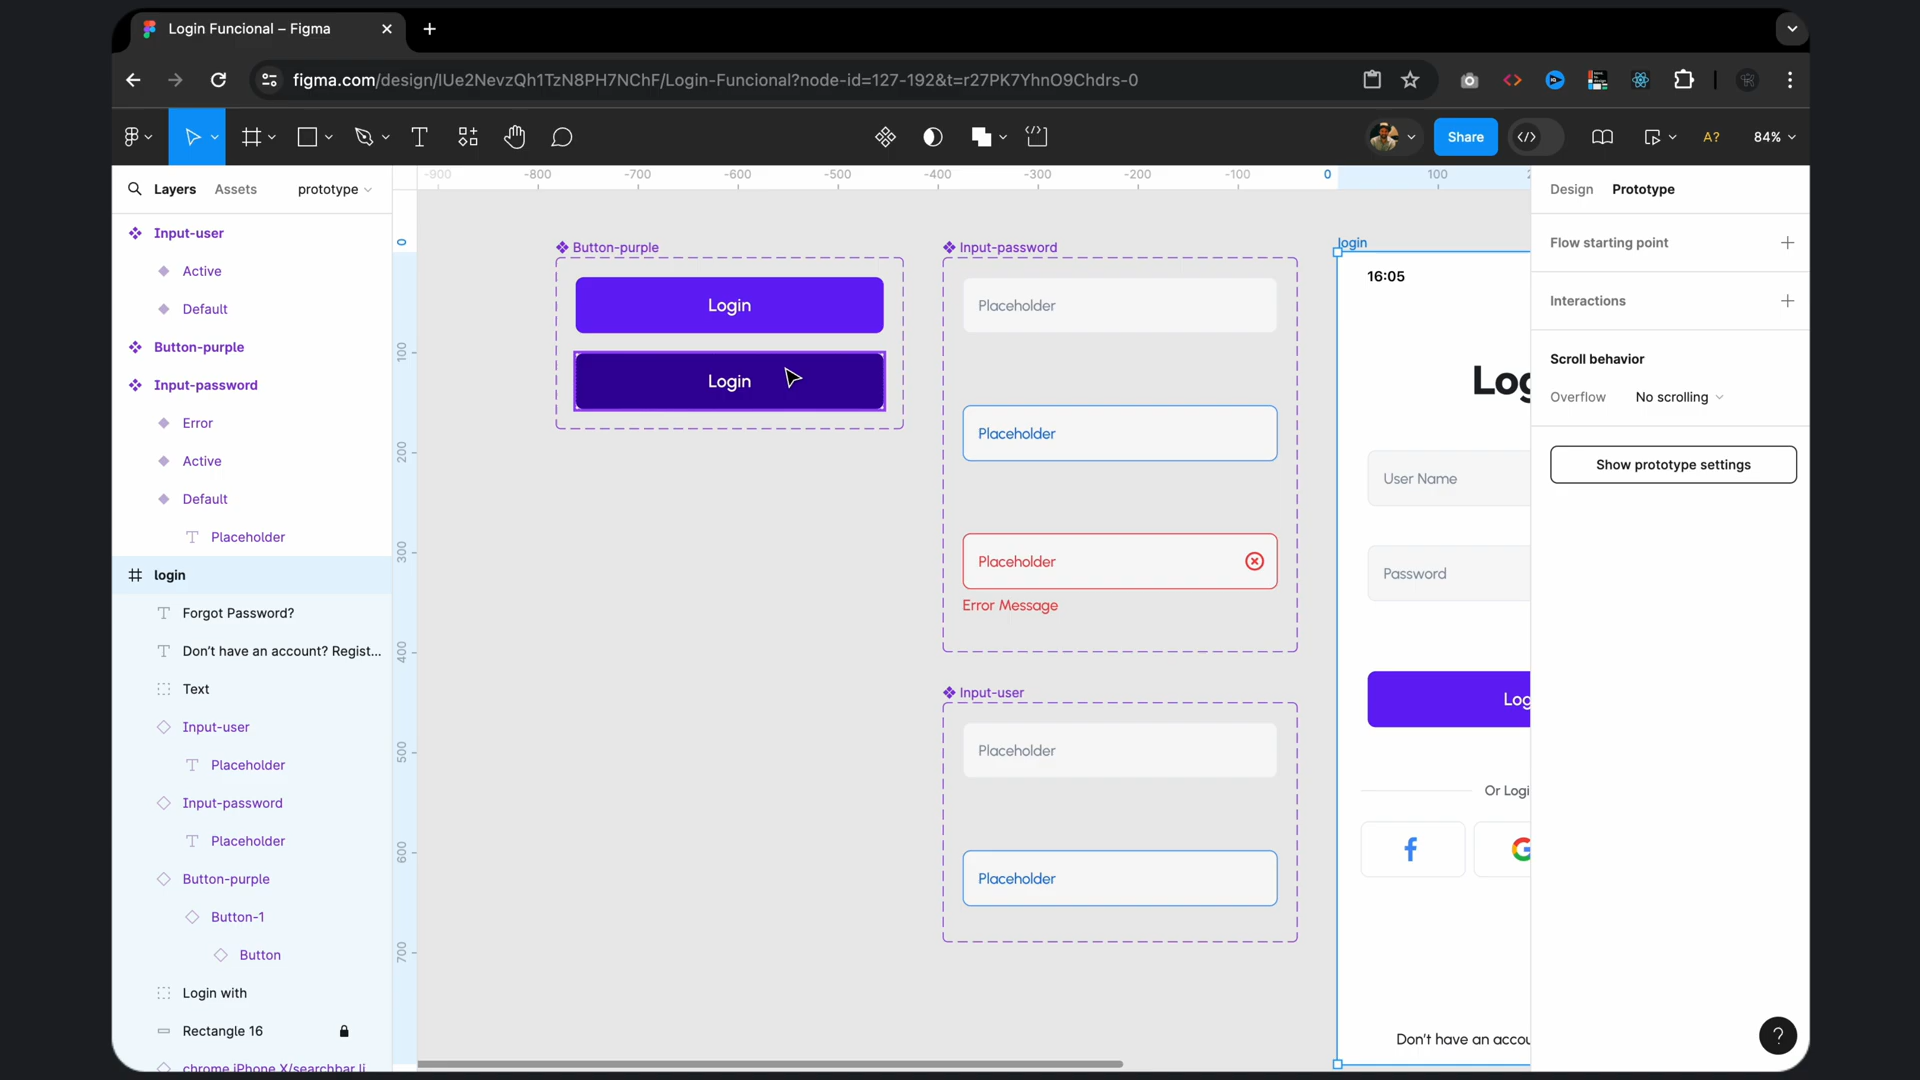 Login Funcional – Figma
figma.com/design/IUe2NevzQh1TzN8PH7NChF/Login-Funcional?node-id=127-192&t=r27PK7YhnO9Chdrs-0
Share
A?
84%
Layers
Assets
prototype
Input-user
Active
Default
Button-purple
Input-password
Error
Active
Default
Placeholder
login
Forgot Password?
Don't have an account? Regist...
Text
Input-user
Placeholder
Input-password
Placeholder
Button-purple
Button-1
Button
Login with
Rectangle 16
chrome iPhone X/searchbar li
-900
-800
-700
-600
-500
-400
-300
-200
-100
0
100
0
100
200
300
400
500
600
700
Button-purple
Login
Login
Input-password
Placeholder
Placeholder
Placeholder
Error Message
Input-user
Placeholder
Placeholder
login
16:05
Log
User Name
Password
Log
Or Logi
Don't have an accou
Design
Prototype
Flow starting point
Interactions
Scroll behavior
Overflow
No scrolling
Show prototype settings
?